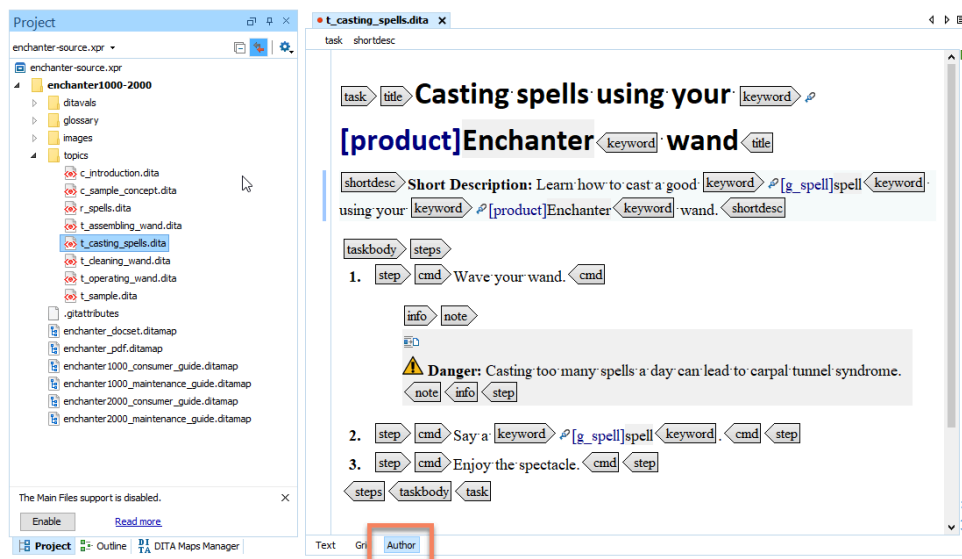 Project
enchanter-source.xpr
enchanter-source.xpr
enchanter1000-2000
ditavals
glossary
images
topics
c_introduction.dita
c_sample_concept.dita
r_spells.dita
t_assembling_wand.dita
t_casting_spells.dita
t_cleaning_wand.dita
t_operating_wand.dita
t_sample.dita
.gitattributes
enchanter_docset.ditamap
enchanter_pdf.ditamap
enchanter1000_consumer_guide.ditamap
enchanter1000_maintenance_guide.ditamap
enchanter2000_consumer_guide.ditamap
enchanter2000_maintenance_guide.ditamap
The Main Files support is disabled.
Enable Read more
Project Outline DITA DITA Maps Manager
t_casting_spells.dita
task shortdesc
task title Casting spells using your keyword
[product]Enchanter keyword wand title
shortdesc Short Description: Learn how to cast a good keyword [g_spell]spell keyword
using your keyword [product]Enchanter keyword wand. shortdesc
taskbody steps
1. step cmd Wave your wand. cmd
info note
Danger: Casting too many spells a day can lead to carpal tunnel syndrome.
note info step
2. step cmd Say a keyword [g_spell]spell keyword . cmd step
3. step cmd Enjoy the spectacle. cmd step
steps taskbody task
Text Author